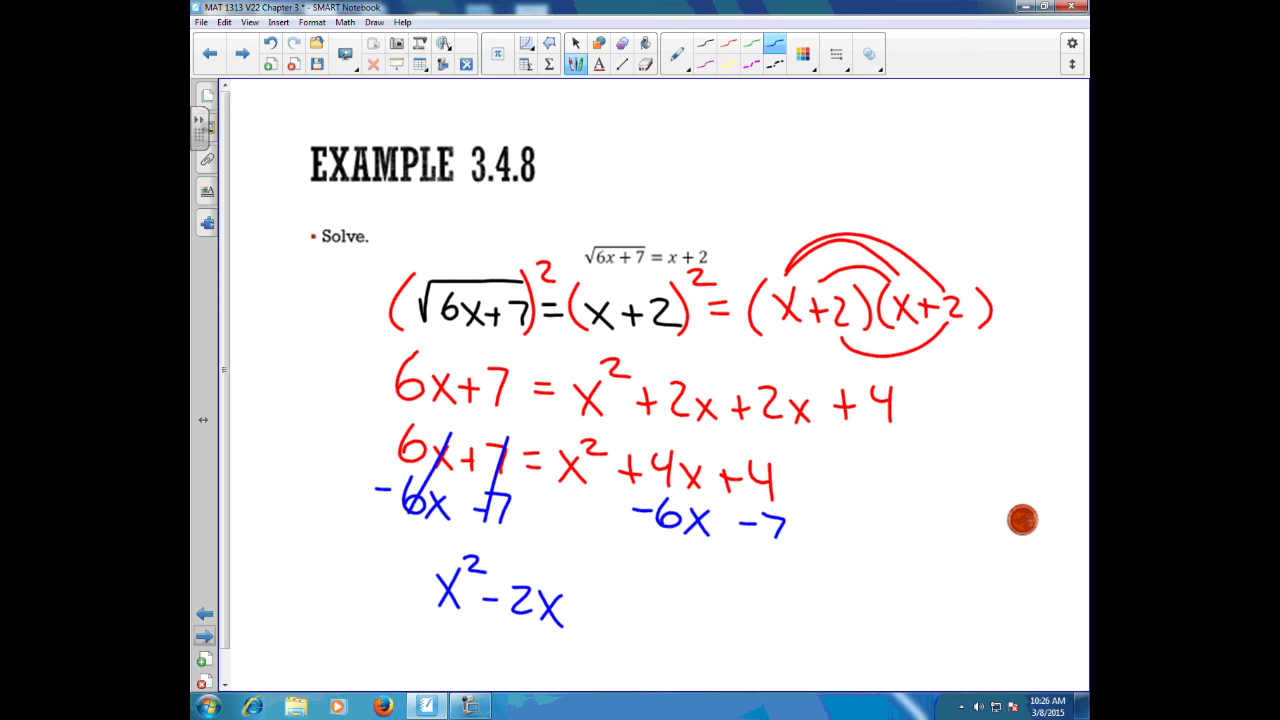 MAT 1313 V22 Chapter 3 * - SMART Notebook
File Edit View Insert Format Math Draw Help
EXAMPLE 3.4.8
▪ Solve.
√6x + 7 = x + 2
(√6x+7)² = (x+2)² = (x+2)(x+2)
6x+7 = x² + 2x + 2x + 4
6x+7 = x² + 4x + 4
-6x -7 -6x -7
x² - 2x
10:26 AM
3/8/2015